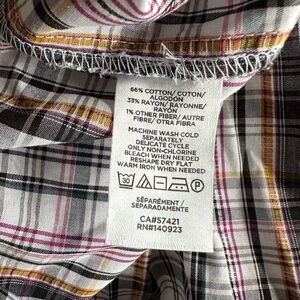 66% COTTON/COTON/
ALGODON
33% RAYON/RAYONNE/
RAYON
1% OTHER FIBER/AUTRE
FIBRE/OTRA FIBRA
MACHINE WASH COLD
SEPARATELY
DELICATE CYCLE
ONLY NON-CHLORINE
BLEACH WHEN NEEDED
RESHAPE DRY FLAT
WARM IRON WHEN NEEDED
P
SÉPARÉMENT /
SEPARADAMENTE
CA#57421
RN#140923